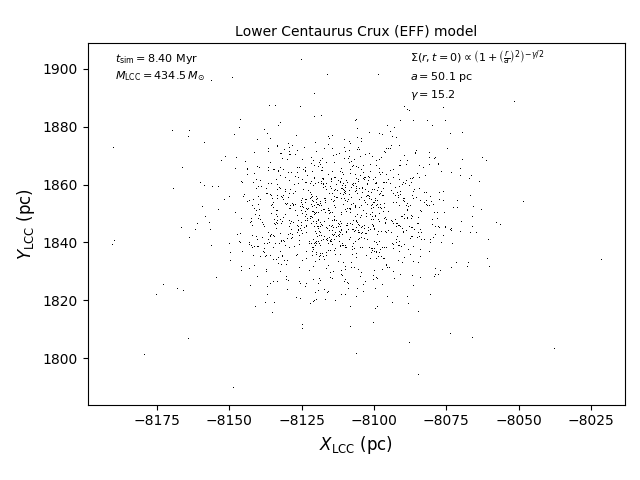 Lower Centaurus Crux (EFF) model
t_sim = 8.40 Myr
M_LCC = 434.5 M_⊙
Σ(r, t = 0) ∝ (1 + (r/a)^2)^{−γ/2}
a = 50.1 pc
γ = 15.2
Y_LCC (pc)
1900
1880
1860
1840
1820
1800
−8175 −8150 −8125 −8100 −8075 −8050 −8025
X_LCC (pc)